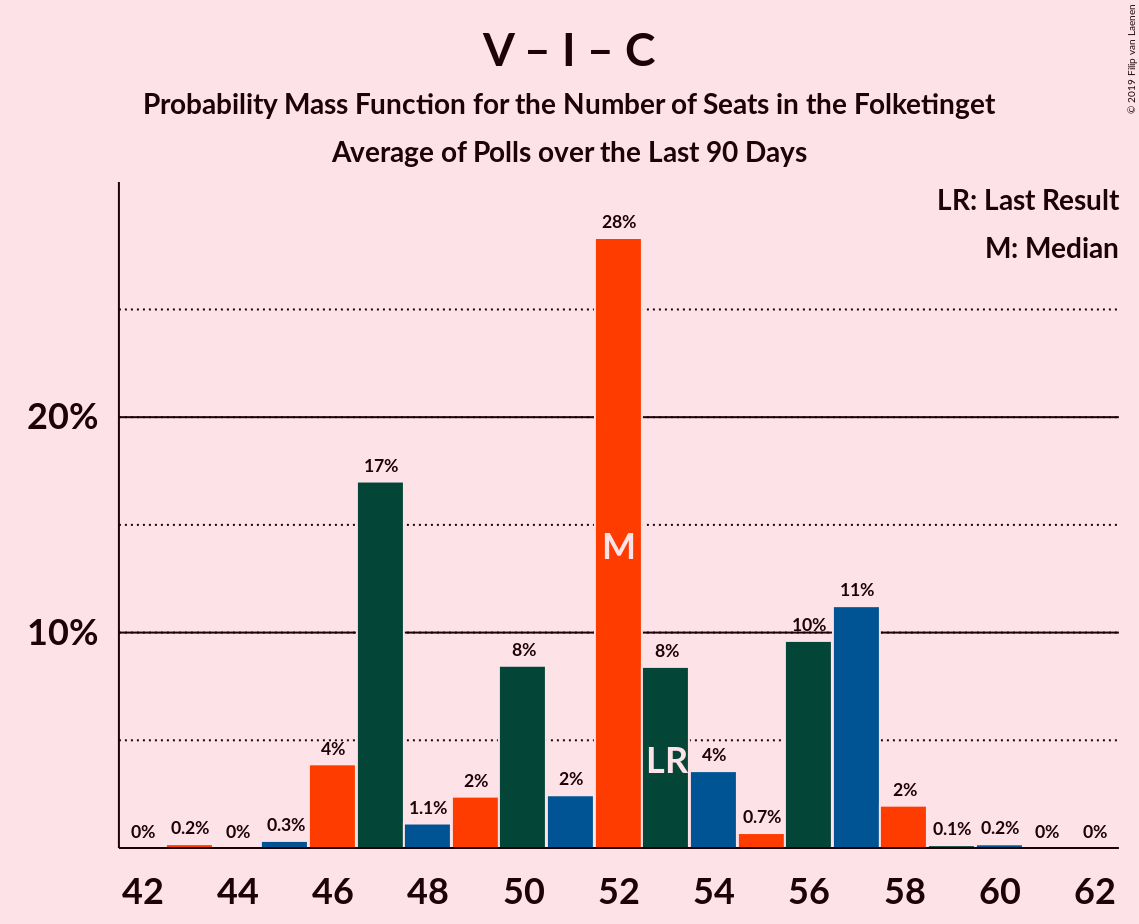 © 2019 Filip van Laenen
V – I – C
Probability Mass Function for the Number of Seats in the Folketinget
Average of Polls over the Last 90 Days
LR: Last Result
M: Median
20%
10%
0%
0.2%
0%
0.3%
4%
17%
1.1%
2%
8%
2%
28%
8%
4%
0.7%
10%
11%
2%
0.1%
0.2%
0%
0%
M
LR
42 44 46 48 50 52 54 56 58 60 62